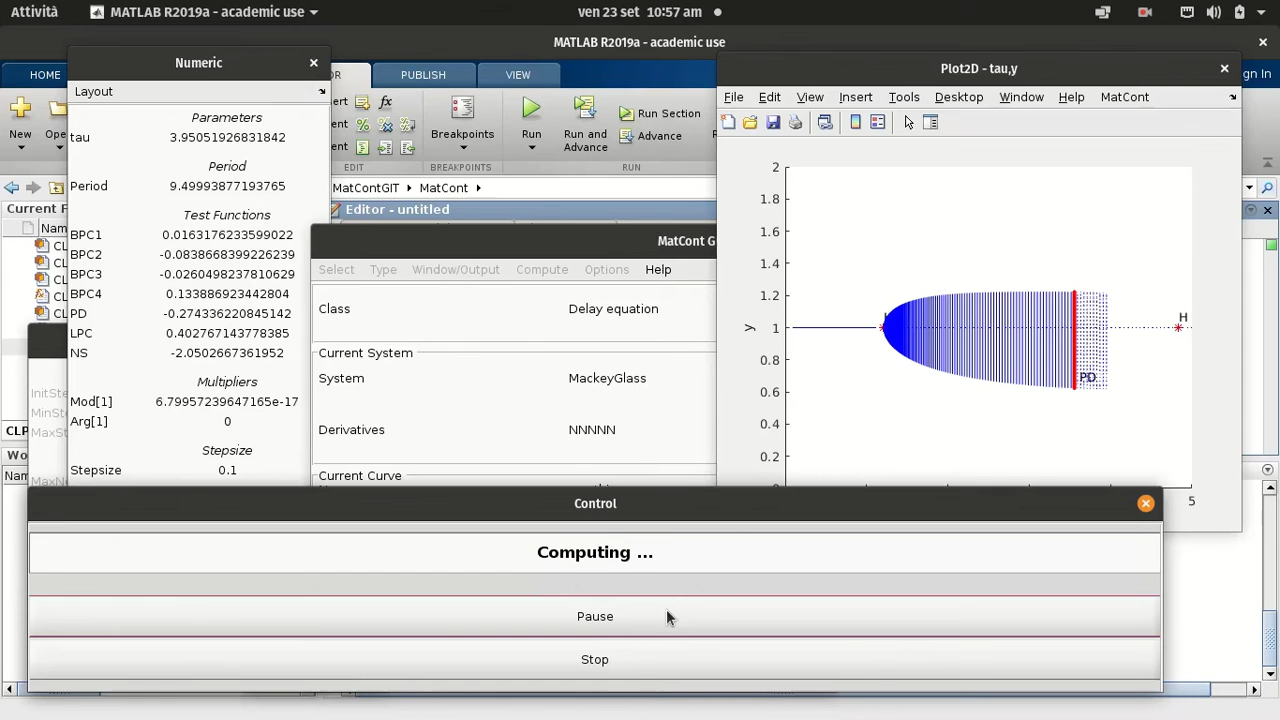 Attività
MATLAB R2019a - academic use
ven 23 set 10:57 am
MATLAB R2019a - academic use
HOME
PUBLISH
VIEW
Sign In
New
Breakpoints
Run
Run and
Advance
Run Section
Advance
EDIT
BREAKPOINTS
RUN
MatContGIT
MatCont
Editor - untitled
Numeric
Layout
Parameters
tau 3.95051926831842
Period
Period 9.49993877193765
Test Functions
BPC1 0.0163176233599022
BPC2 -0.0838668399226239
BPC3 -0.0260498237810629
BPC4 0.133886923442804
PD -0.274336220845142
LPC 0.402767143778385
NS -2.0502667361952
Multipliers
Mod[1] 6.79957239647165e-17
Arg[1] 0
Stepsize
Stepsize 0.1
MatCont G
Select Type Window/Output Compute Options Help
Class Delay equation
Current System
System MackeyGlass
Derivatives NNNNN
Current Curve
Plot2D - tau,y
File Edit View Insert Tools Desktop Window Help MatCont
2
1.8
1.6
1.4
1.2
1
0.8
0.6
0.4
0.2
y
H
H
PD
5
Control
Computing ...
Pause
Stop